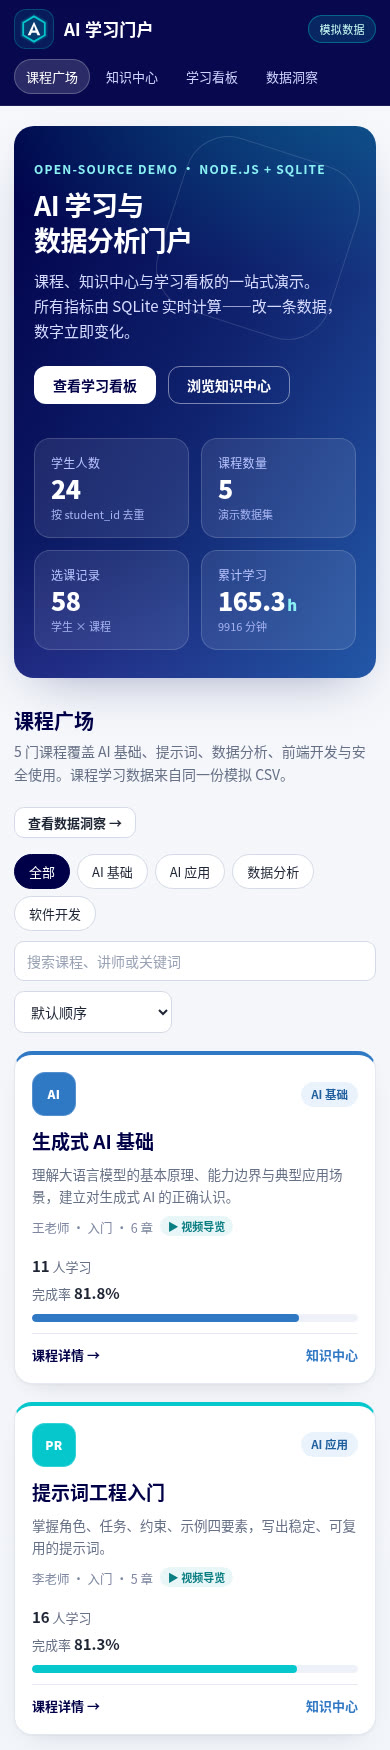 AI 学习门户
模拟数据
课程广场
知识中心
学习看板
数据洞察
OPEN-SOURCE DEMO · NODE.JS + SQLITE
AI 学习与
数据分析门户
课程、知识中心与学习看板的一站式演示。
所有指标由 SQLite 实时计算——改一条数据，
数字立即变化。
查看学习看板
浏览知识中心
学生人数
24
按 student_id 去重
课程数量
5
演示数据集
选课记录
58
学生 × 课程
累计学习
165.3h
9916 分钟
课程广场
5 门课程覆盖 AI 基础、提示词、数据分析、前端开发与安
全使用。课程学习数据来自同一份模拟 CSV。
查看数据洞察 →
全部
AI 基础
AI 应用
数据分析
软件开发
搜索课程、讲师或关键词
默认顺序
AI
AI 基础
生成式 AI 基础
理解大语言模型的基本原理、能力边界与典型应用场
景，建立对生成式 AI 的正确认识。
王老师 · 入门 · 6 章 ▶ 视频导览
11 人学习
完成率 81.8%
课程详情 →
知识中心
PR
AI 应用
提示词工程入门
掌握角色、任务、约束、示例四要素，写出稳定、可复
用的提示词。
李老师 · 入门 · 5 章 ▶ 视频导览
16 人学习
完成率 81.3%
课程详情 →
知识中心